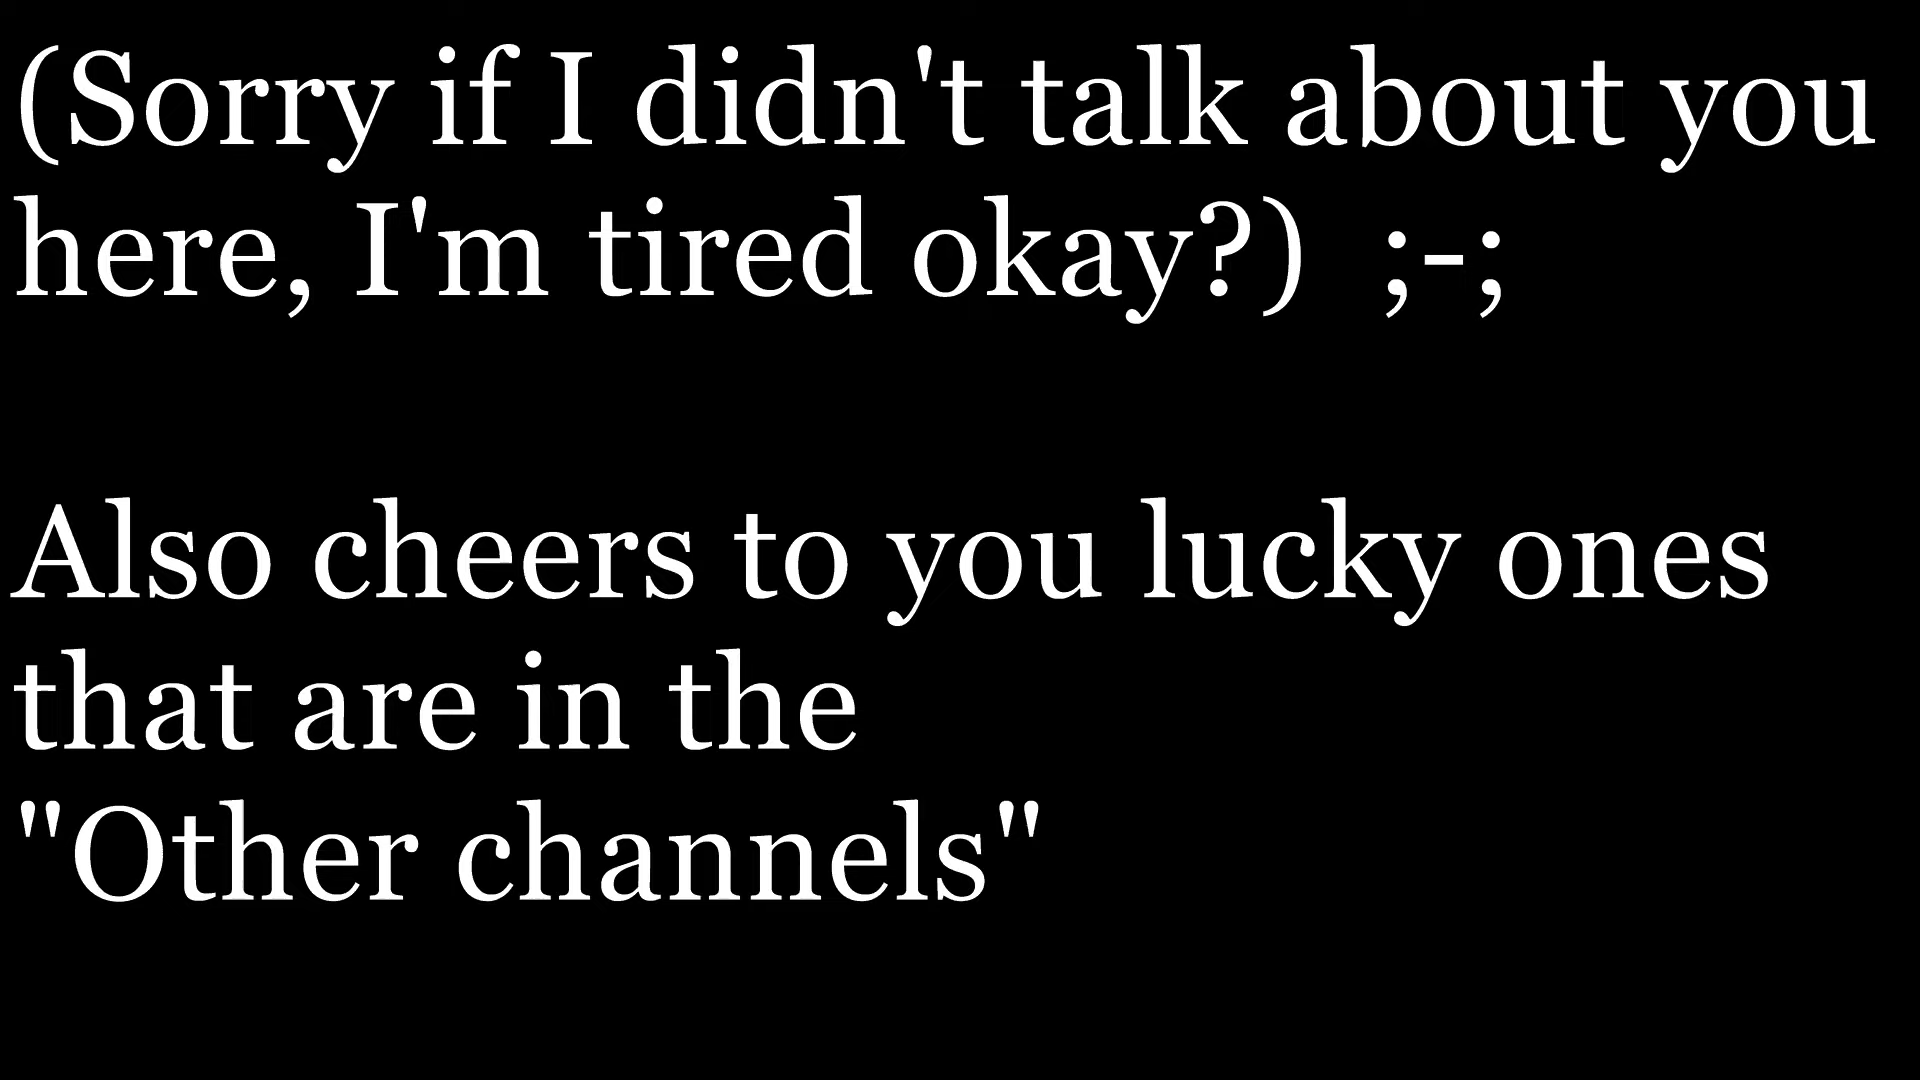 (Sorry if I didn't talk about you
here, I'm tired okay?)  ;-;
Also cheers to you lucky ones
that are in the
"Other channels"